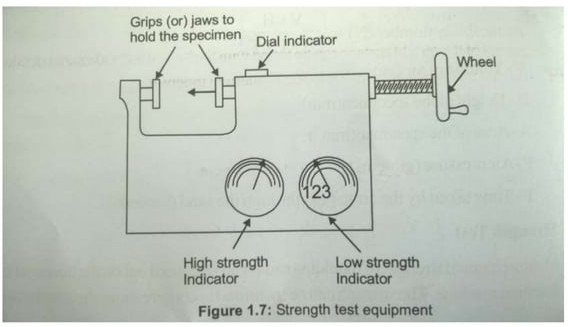 Grips (or) jaws to
hold the specimen
Dial indicator
Wheel
123
High strength
Indicator
Low strength
Indicator
Figure 1.7: Strength test equipment